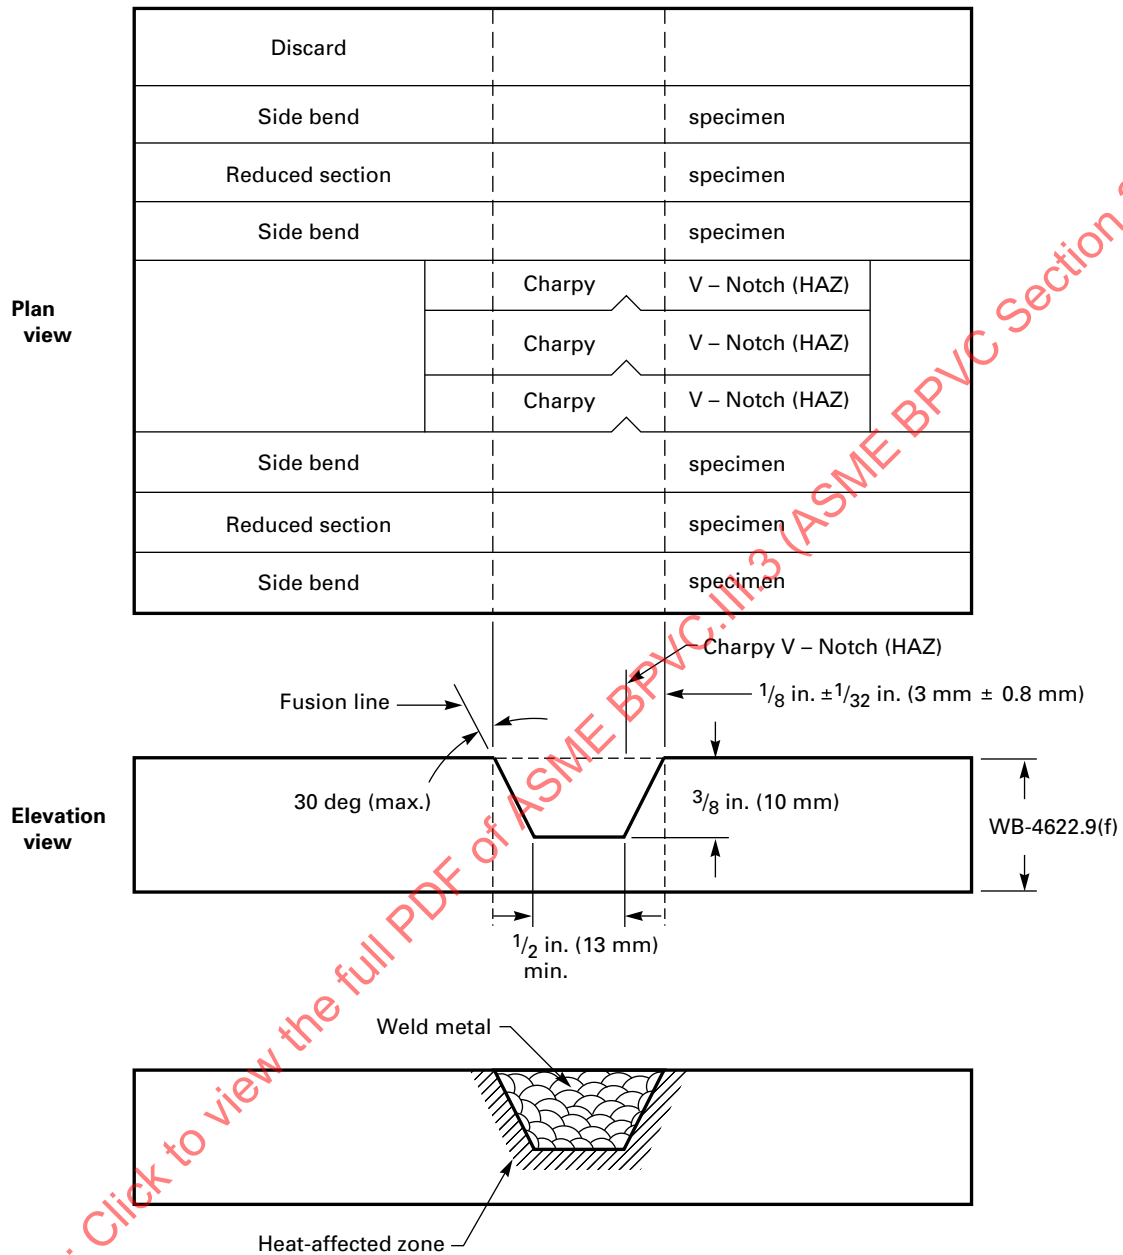 Discard
Side bend specimen
Reduced section specimen
Side bend specimen
Plan
view
Charpy V – Notch (HAZ)
Charpy V – Notch (HAZ)
Charpy V – Notch (HAZ)
Side bend specimen
Reduced section specimen
Side bend specimen
Charpy V – Notch (HAZ)
Fusion line
1/8 in. ±1/32 in. (3 mm ± 0.8 mm)
30 deg (max.)
3/8 in. (10 mm)
Elevation
view
WB-4622.9(f)
1/2 in. (13 mm)
min.
Weld metal
Heat-affected zone
: Click to view the full PDF of ASME BPVC.III.3 (ASME BPVC Section